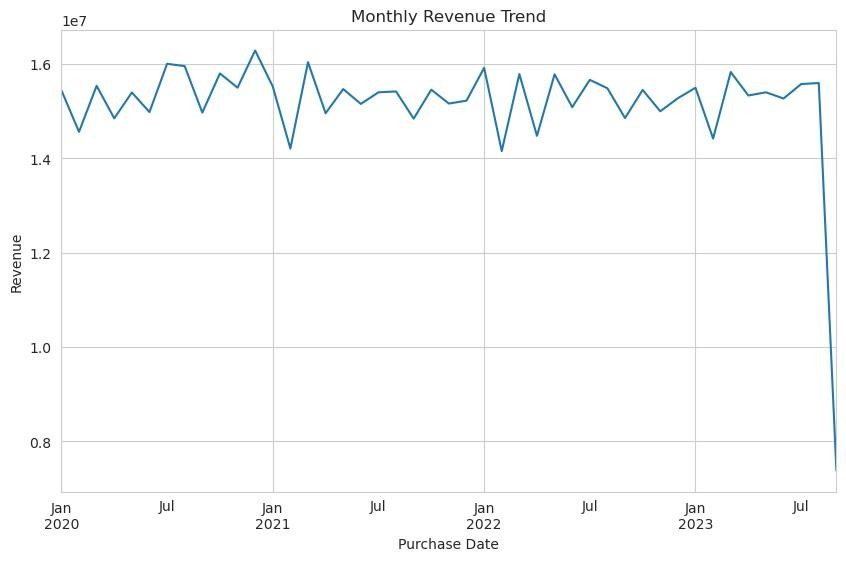 Monthly Revenue Trend
1e7
1.6
1.4
1.2
1.0
0.8
Revenue
Jan
2020
Jul
Jan
2021
Jul
Jan
2022
Jul
Jan
2023
Jul
Purchase Date